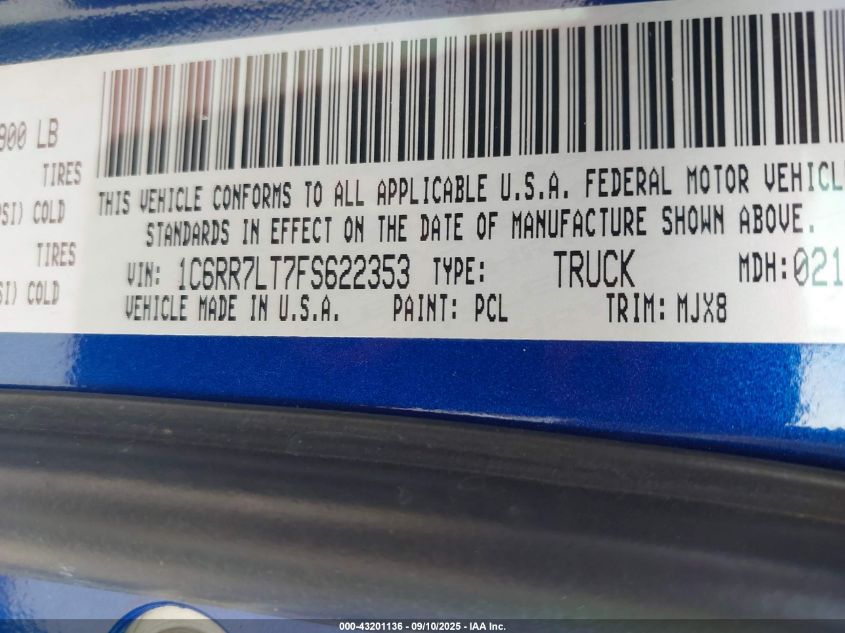 900 LB
TIRES
PSI) COLD
TIRES
SI) COLD
THIS VEHICLE CONFORMS TO ALL APPLICABLE U.S.A. FEDERAL MOTOR VEHICL
STANDARDS IN EFFECT ON THE DATE OF MANUFACTURE SHOWN ABOVE.
VIN: 1C6RR7LT7FS622353 TYPE: TRUCK MDH:021
VEHICLE MADE IN U.S.A. PAINT: PCL TRIM: MJX8
000-43201136 - 09/10/2025 - IAA Inc.